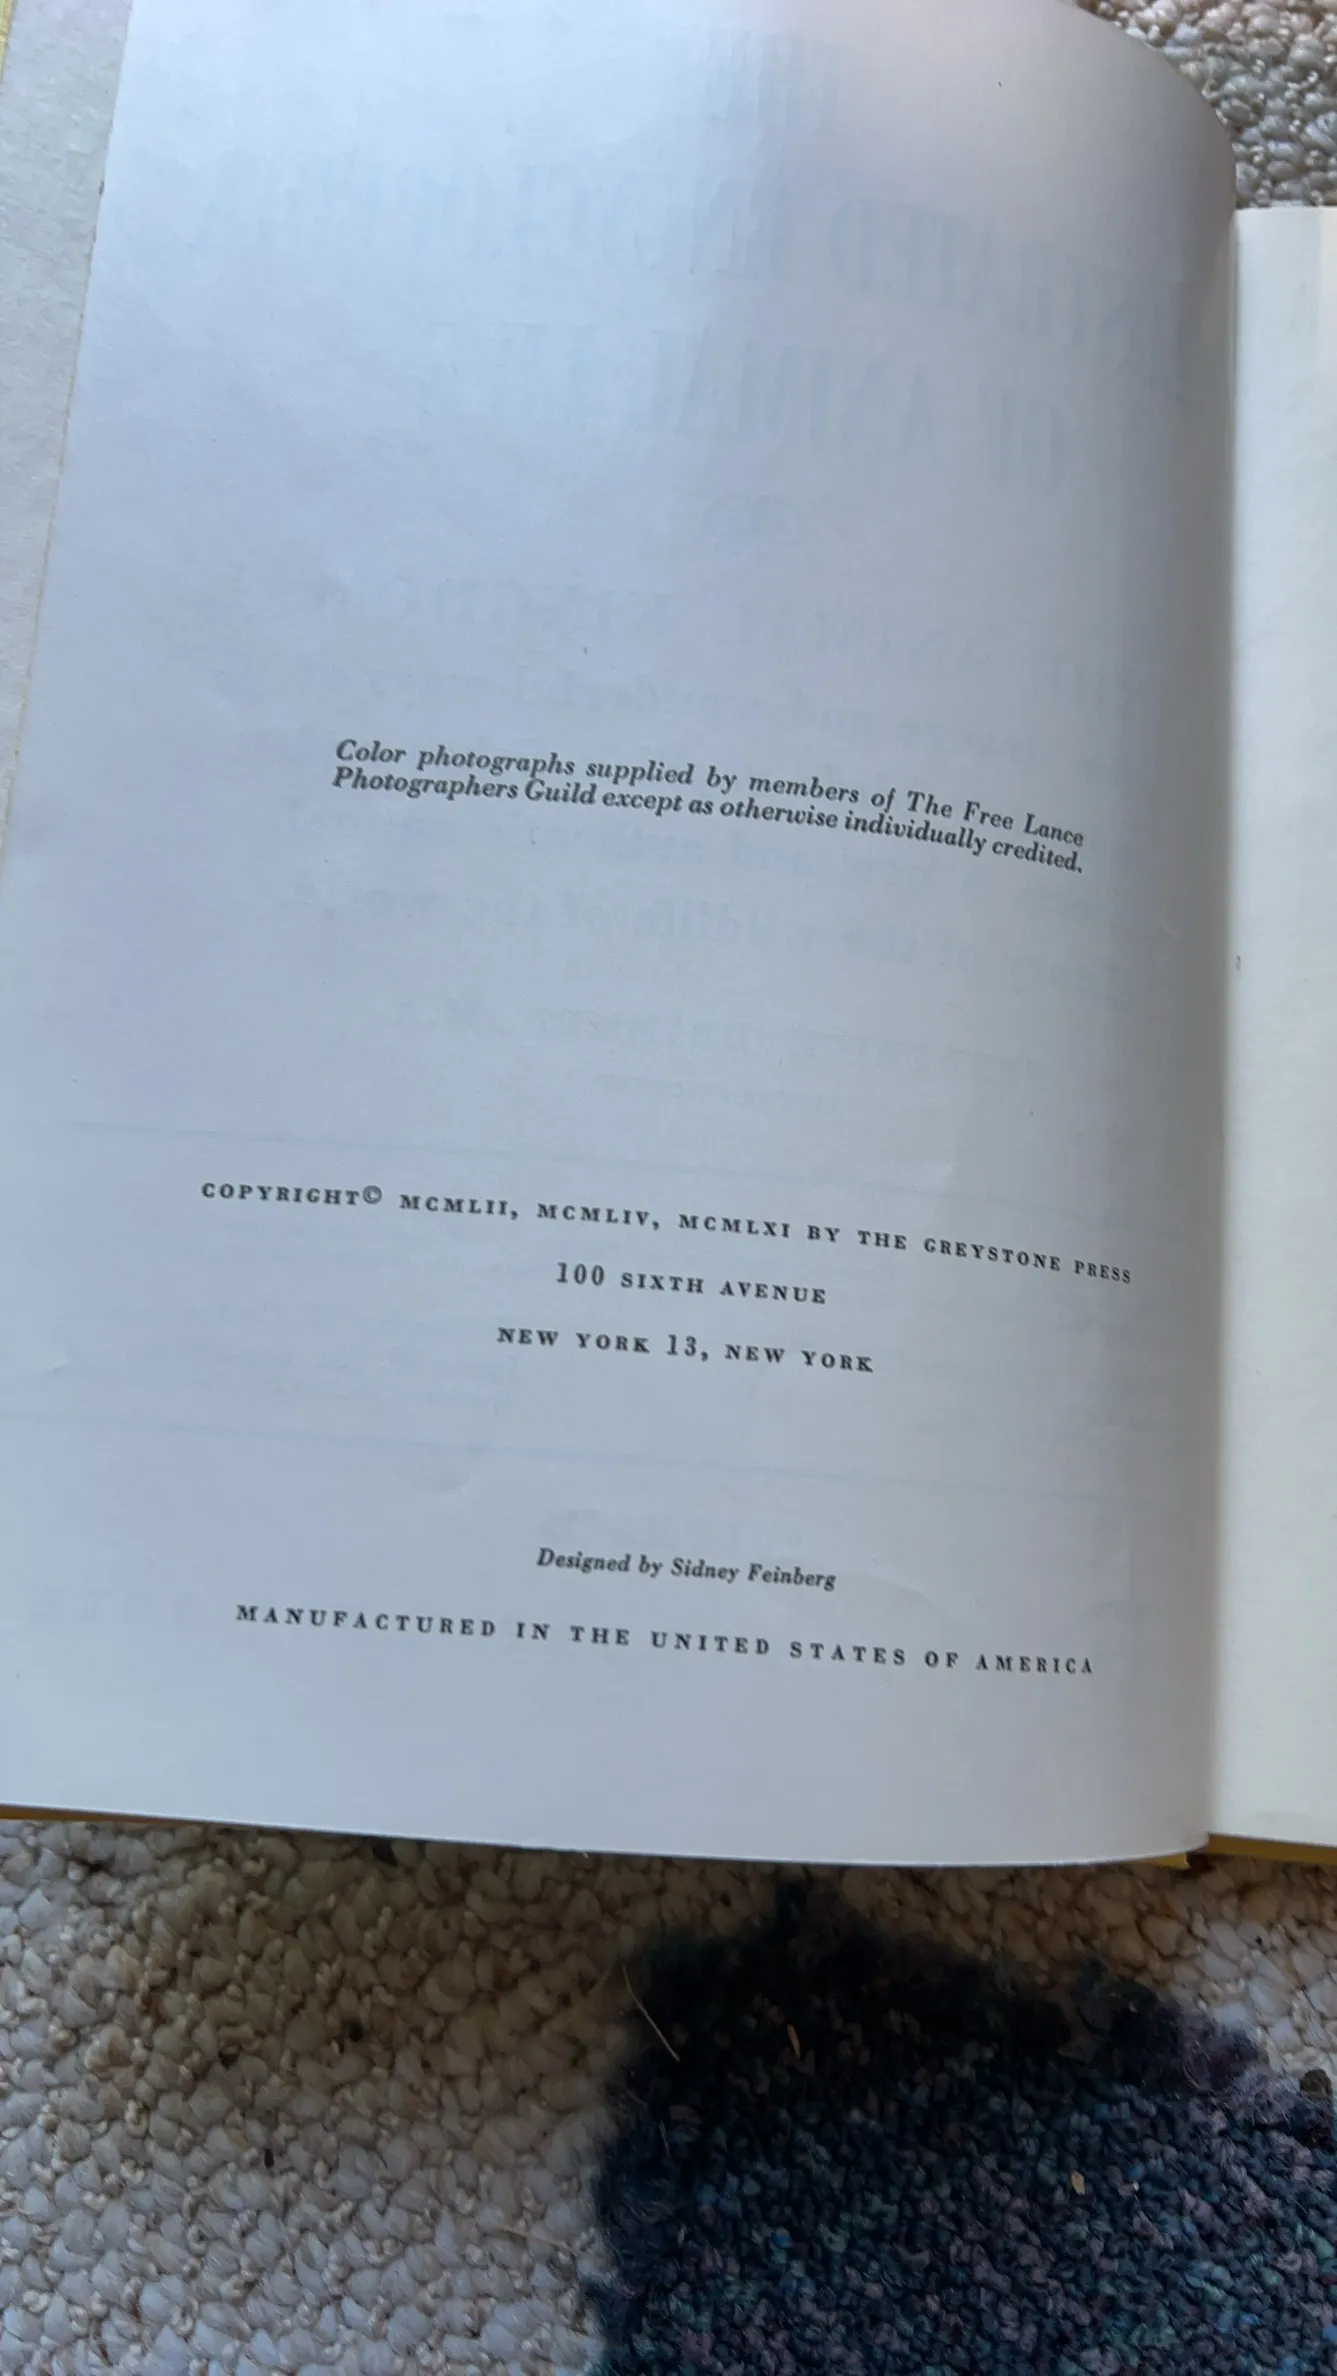 Color photographs supplied by members of The Free Lance
Photographers Guild except as otherwise individually credited.
COPYRIGHT© MCMLII, MCMLIV, MCMLXI BY THE GREYSTONE PRESS
100 SIXTH AVENUE
NEW YORK 13, NEW YORK
Designed by Sidney Feinberg
MANUFACTURED IN THE UNITED STATES OF AMERICA